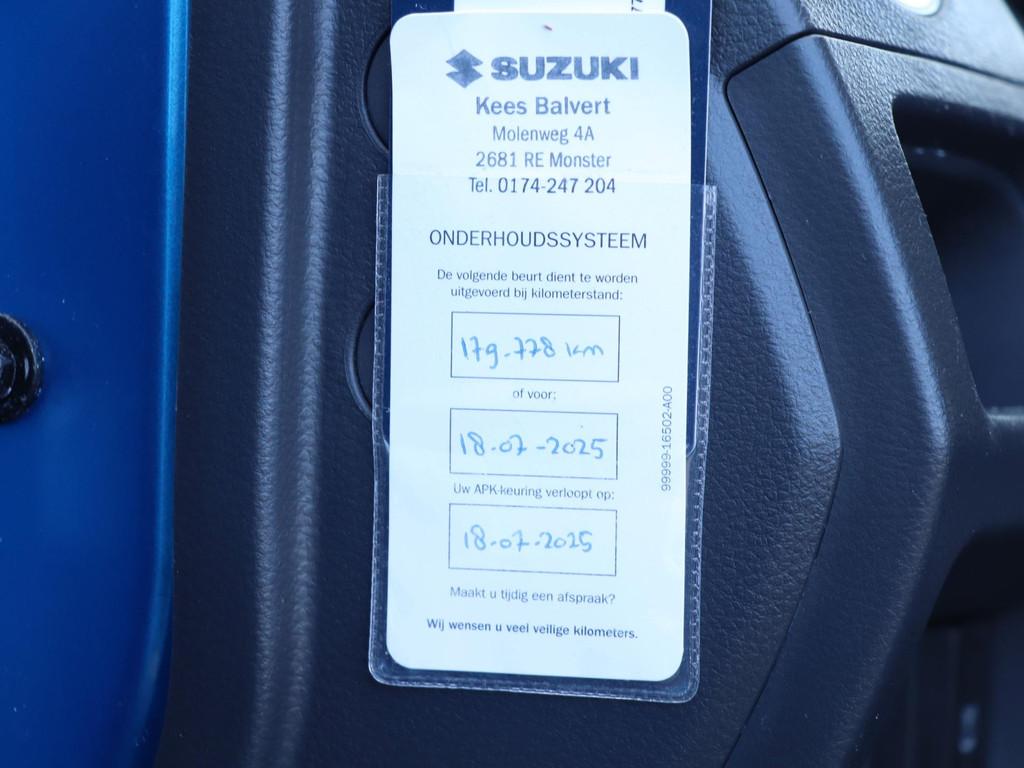 SUZUKI
Kees Balvert
Molenweg 4A
2681 RE Monster
Tel. 0174-247 204
ONDERHOUDSSYSTEEM
De volgende beurt dient te worden
uitgevoerd bij kilometerstand:
179.778 km
of voor:
18-07-2025
Uw APK-keuring verloopt op:
18-07-2025
Maakt u tijdig een afspraak?
Wij wensen u veel veilige kilometers.
99999-16502-A00